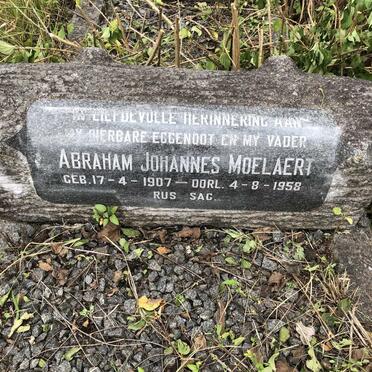 IN LIEFDEVOLLE HERINNERING AAN
MY DIERBARE EGGENOOT EN MY VADER
ABRAHAM JOHANNES MOELAERT
GEB. 17-4-1907 — OORL. 4-8-1958
RUS SAG.